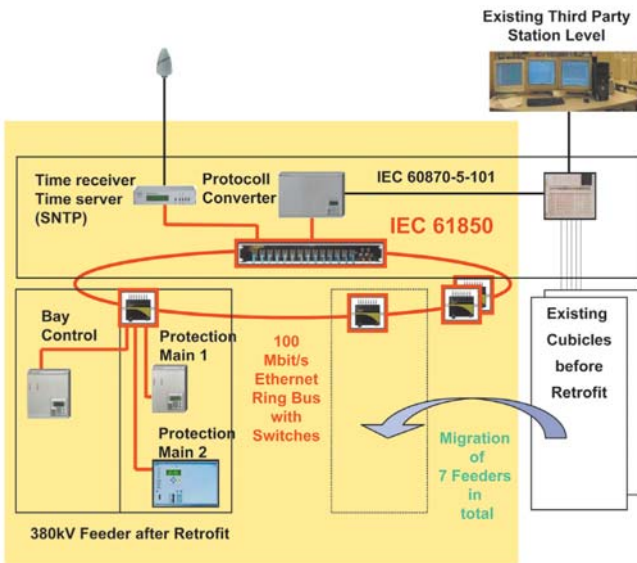 Existing Third Party
Station Level
Time receiver
Time server
(SNTP)
Protocoll
Converter
IEC 60870-5-101
IEC 61850
Bay
Control
Protection
Main 1
Protection
Main 2
100
Mbit/s
Ethernet
Ring Bus
with
Switches
Existing
Cubicles
before
Retrofit
Migration
of
7 Feeders
in
total
380kV Feeder after Retrofit